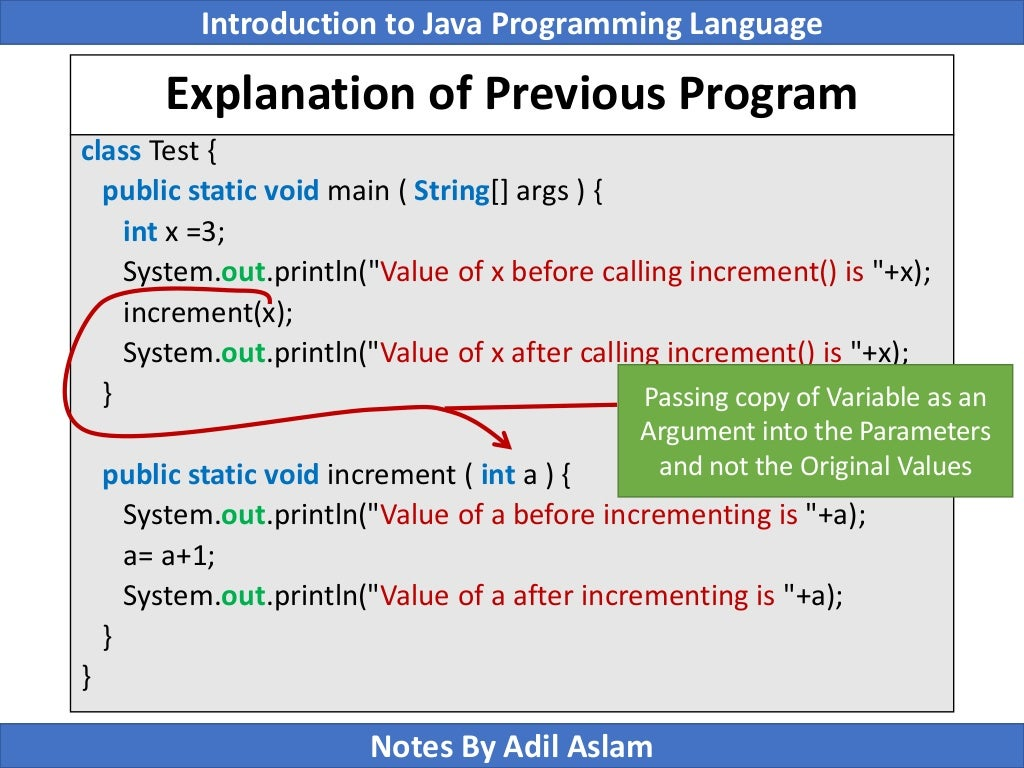 Introduction to Java Programming Language
Explanation of Previous Program
class Test {
public static void main ( String[] args ) {
int x =3;
System.out.println("Value of x before calling increment() is "+x);
increment(x);
System.out.println("Value of x after calling increment() is "+x);
}
Passing copy of Variable as an
Argument into the Parameters
and not the Original Values
public static void increment ( int a ) {
System.out.println("Value of a before incrementing is "+a);
a= a+1;
System.out.println("Value of a after incrementing is "+a);
}
}
Notes By Adil Aslam